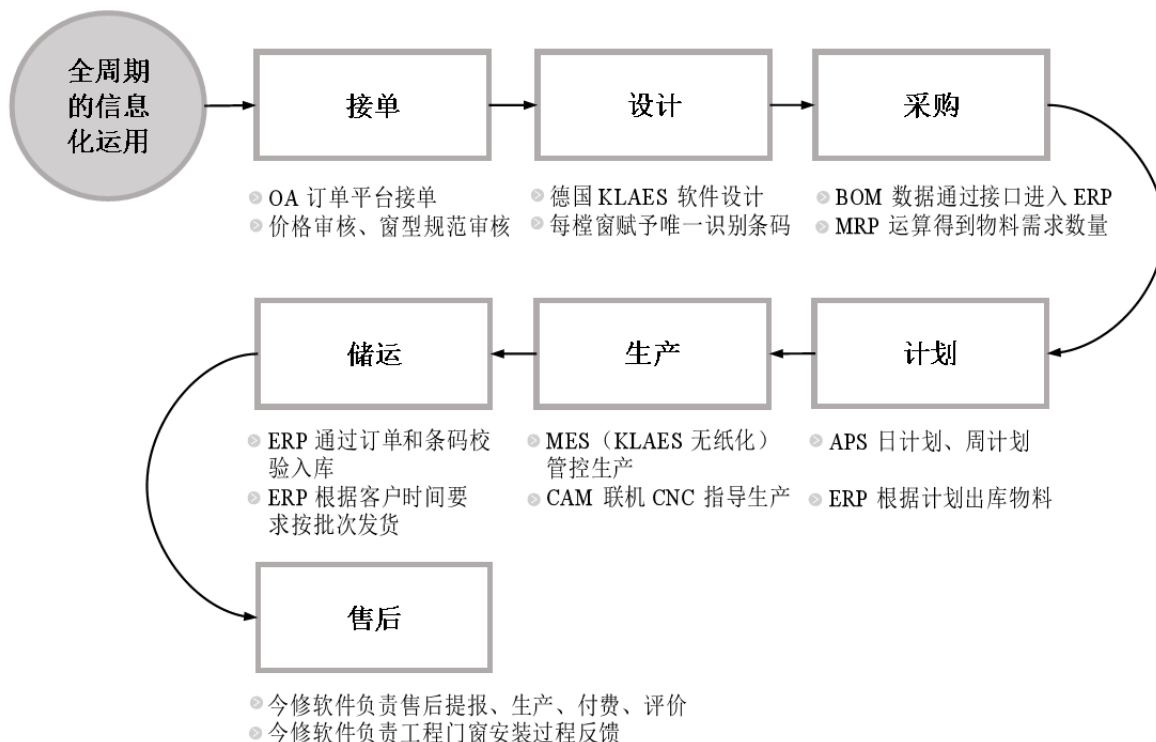 全周期
的信息
化运用
接单
设计
采购
OA 订单平台接单
价格审核、窗型规范审核
德国 KLAES 软件设计
每樘窗赋予唯一识别条码
BOM 数据通过接口进入 ERP
MRP 运算得到物料需求数量
储运
生产
计划
ERP 通过订单和条码校
验入库
ERP 根据客户时间要
求按批次发货
MES（KLAES 无纸化）
管控生产
CAM 联机 CNC 指导生产
APS 日计划、周计划
ERP 根据计划出库物料
售后
今修软件负责售后提报、生产、付费、评价
今修软件负责工程门窗安装过程反馈